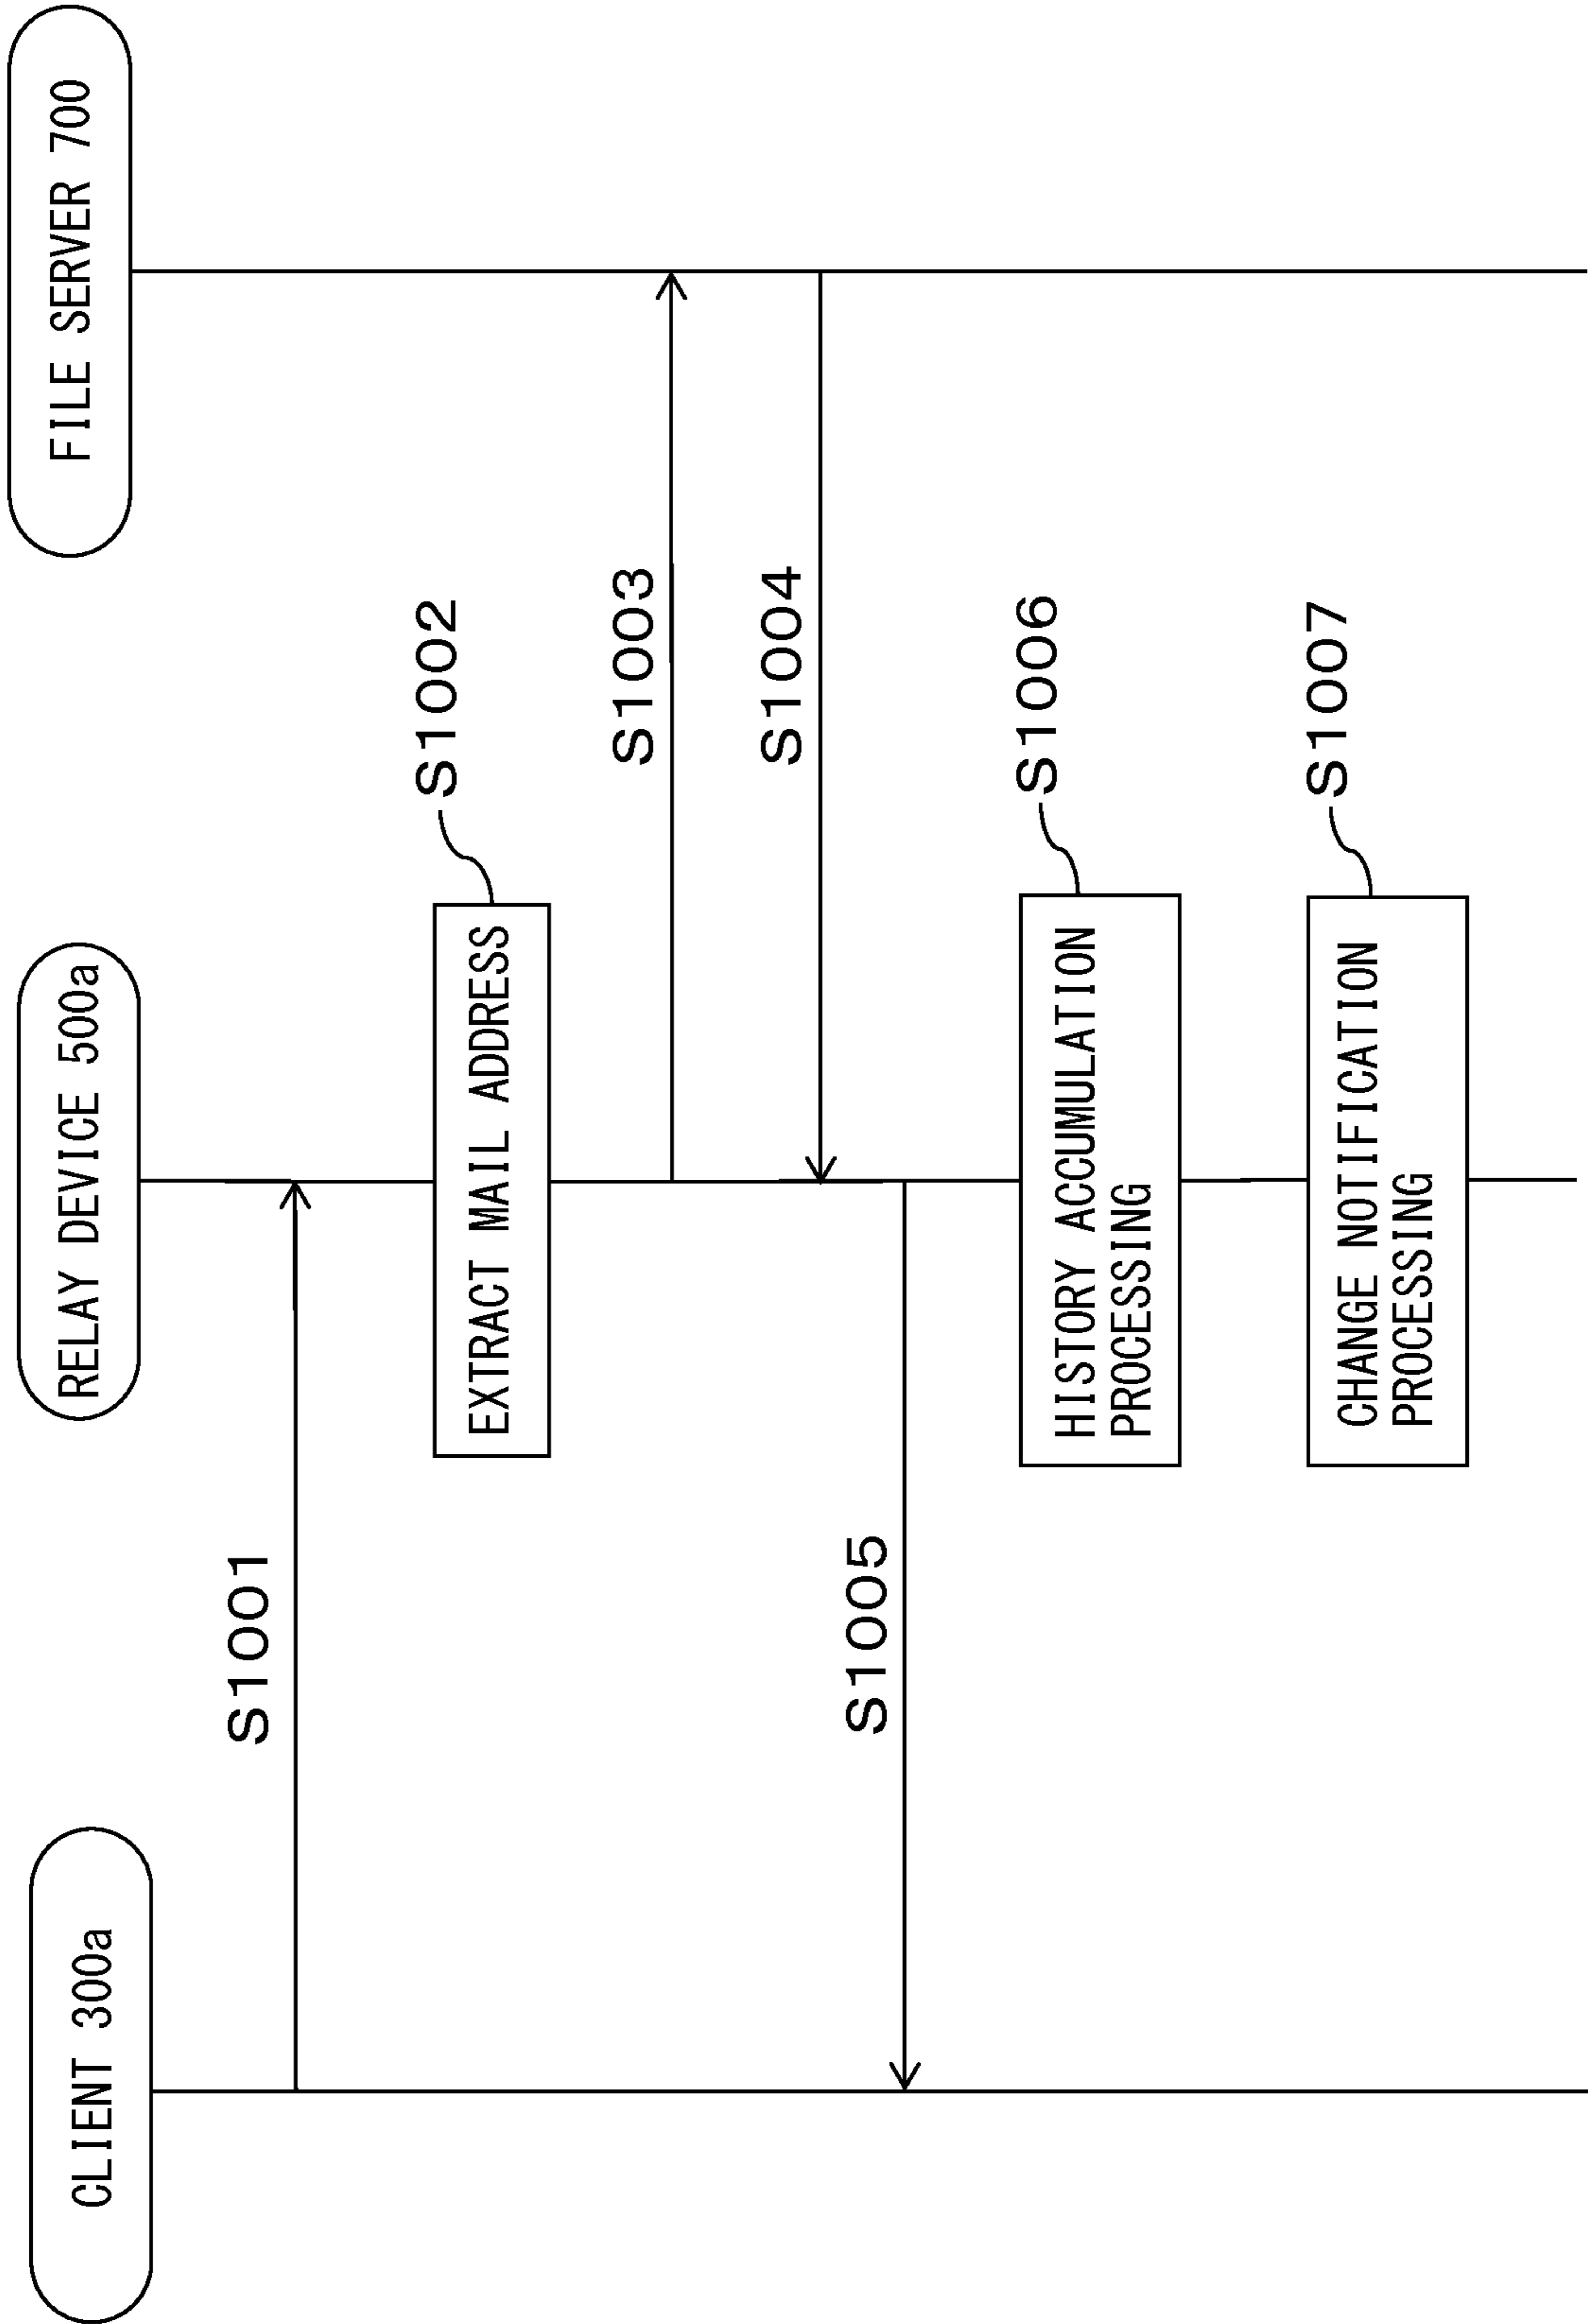 CLIENT 300a
RELAY DEVICE 500a
FILE SERVER 700
S1001
EXTRACT MAIL ADDRESS
S1002
S1003
S1004
S1005
HISTORY ACCUMULATION
PROCESSING
S1006
CHANGE NOTIFICATION
PROCESSING
S1007